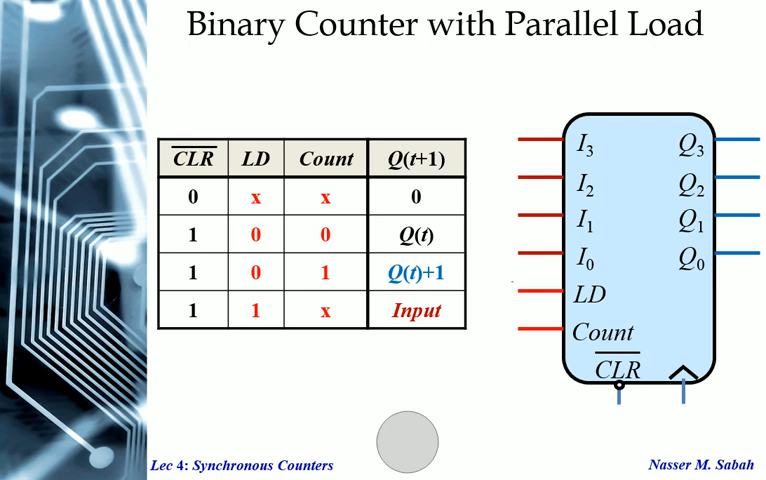 Binary Counter with Parallel Load
CLR LD Count Q(t+1)
0 x x 0
1 0 0 Q(t)
1 0 1 Q(t)+1
1 1 x Input
I3 Q3
I2 Q2
I1 Q1
I0 Q0
LD
Count
CLR
Lec 4: Synchronous Counters
Nasser M. Sabah